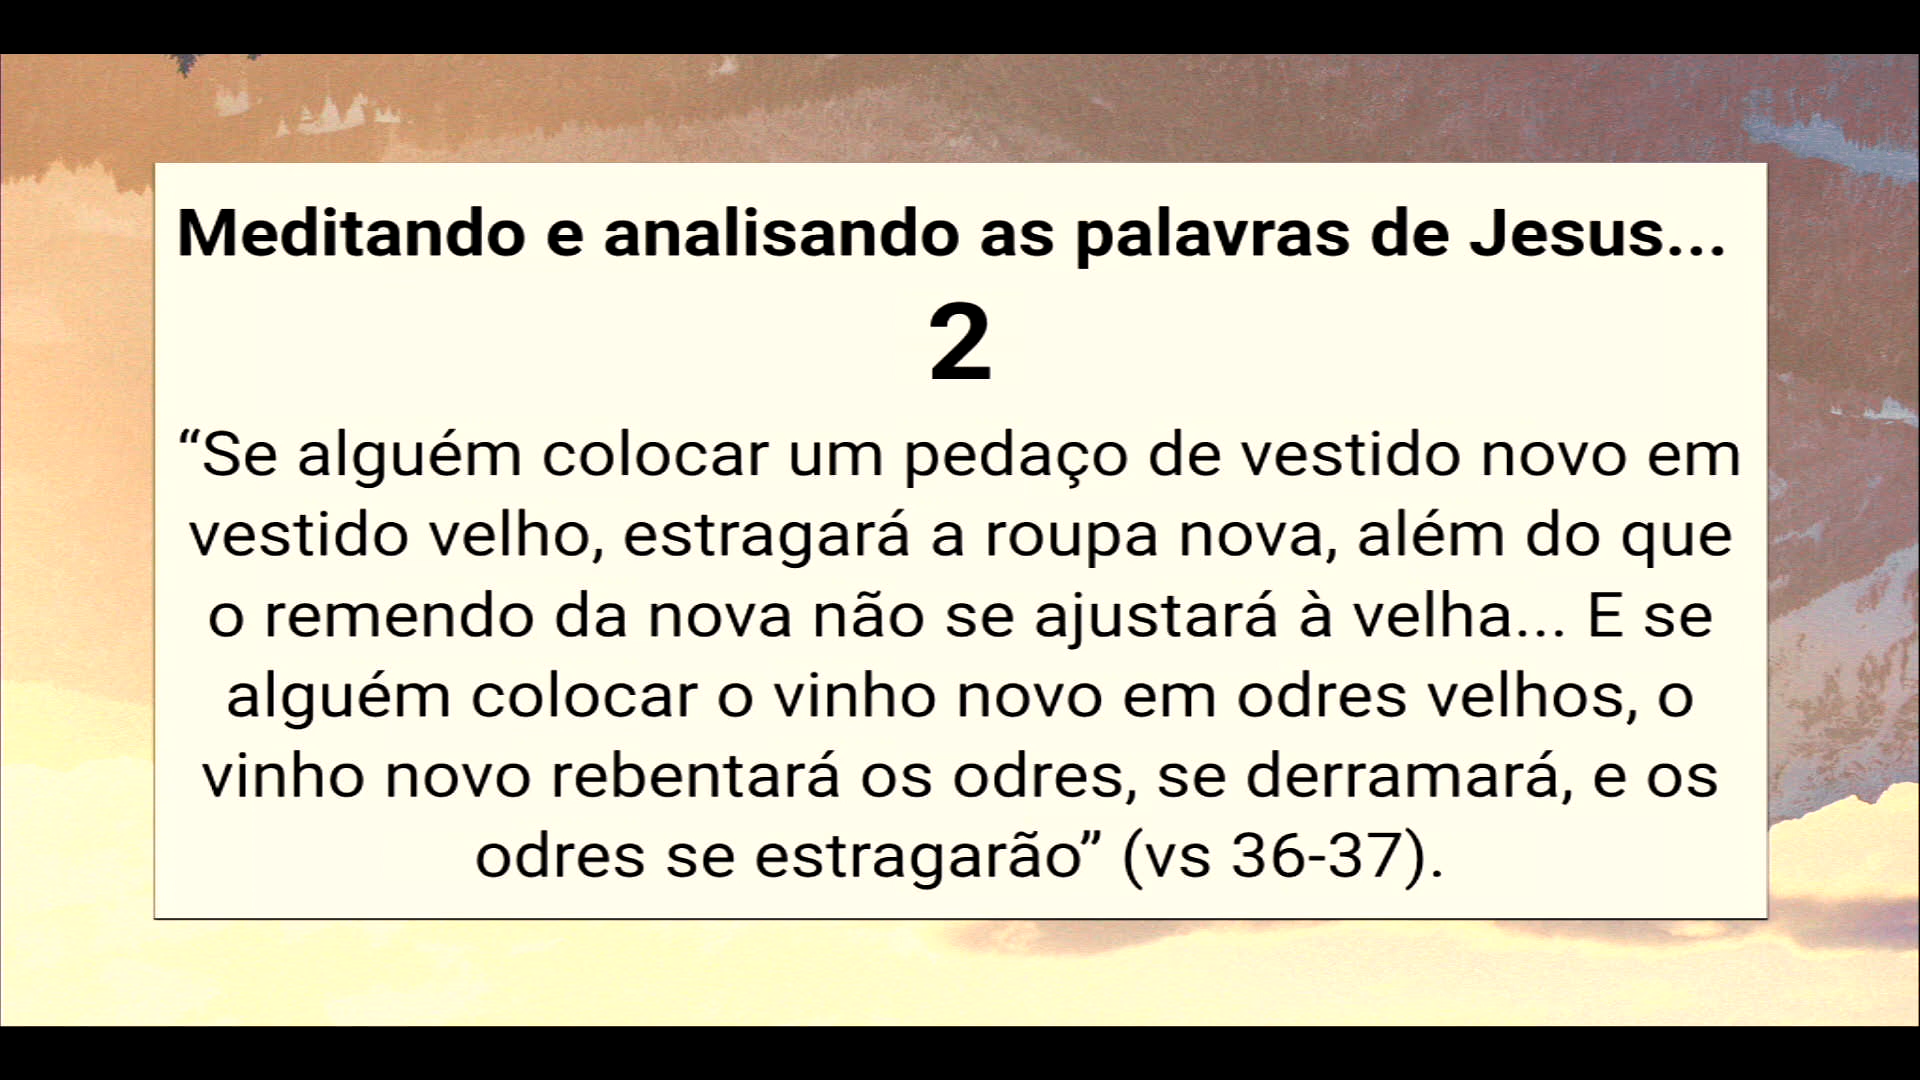 Meditando e analisando as palavras de Jesus...
2
“Se alguém colocar um pedaço de vestido novo em
vestido velho, estragará a roupa nova, além do que
o remendo da nova não se ajustará à velha... E se
alguém colocar o vinho novo em odres velhos, o
vinho novo rebentará os odres, se derramará, e os
odres se estragarão” (vs 36-37).